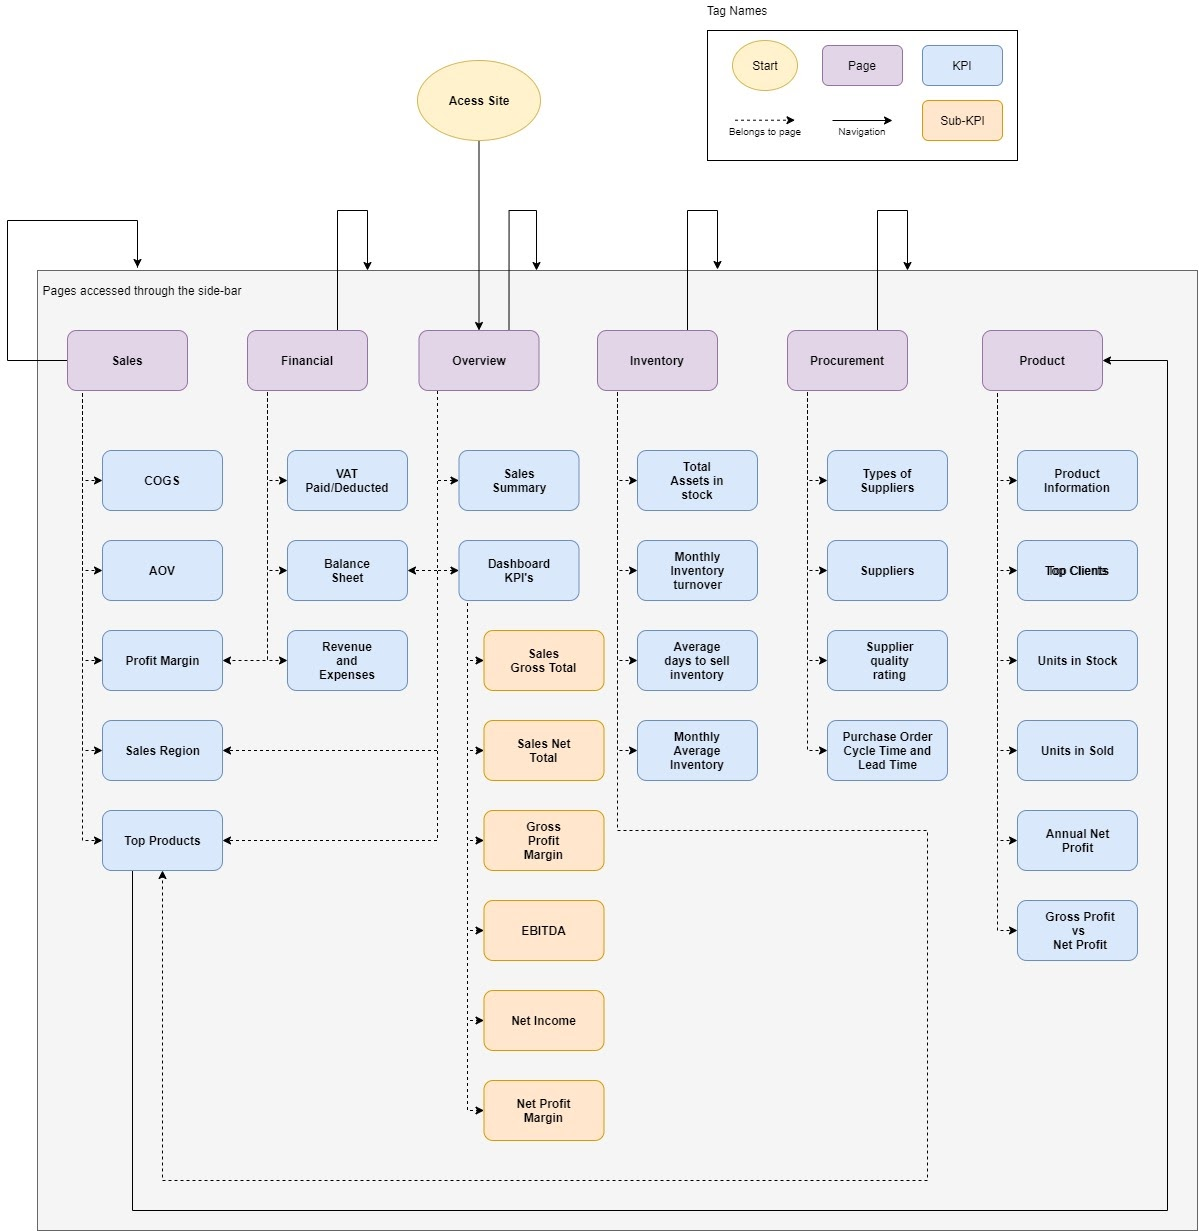 Tag Names
Start
Page
KPI
Belongs to page
Navigation
Sub-KPI
Acess Site
Pages accessed through the side-bar
Sales
Financial
Overview
Inventory
Procurement
Product
COGS
AOV
Profit Margin
Sales Region
Top Products
VAT
Paid/Deducted
Balance
Sheet
Revenue
and
Expenses
Sales
Summary
Dashboard
KPI's
Sales
Gross Total
Sales Net
Total
Gross
Profit
Margin
EBITDA
Net Income
Net Profit
Margin
Total
Assets in
stock
Monthly
Inventory
turnover
Average
days to sell
inventory
Monthly
Average
Inventory
Types of
Suppliers
Suppliers
Supplier
quality
rating
Purchase Order
Cycle Time and
Lead Time
Product
Information
Top Clients
Units in Stock
Units in Sold
Annual Net
Profit
Gross Profit
vs
Net Profit